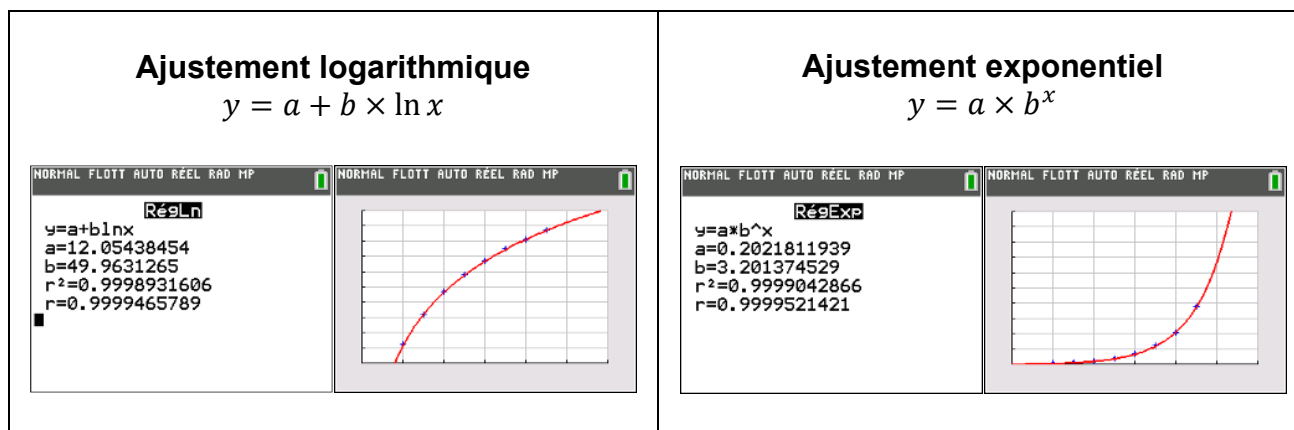 Ajustement logarithmique
𝑦 = 𝑎 + 𝑏 × ln 𝑥
NORMAL FLOTT AUTO RÉEL RAD MP
RégLn
y=a+blnx
a=12.05438454
b=49.9631265
r²=0.9998931606
r=0.9999465789
NORMAL FLOTT AUTO RÉEL RAD MP
Ajustement exponentiel
𝑦 = 𝑎 × 𝑏ˣ
NORMAL FLOTT AUTO RÉEL RAD MP
RégExp
y=a*b^x
a=0.2021811939
b=3.201374529
r²=0.9999042866
r=0.9999521421
NORMAL FLOTT AUTO RÉEL RAD MP